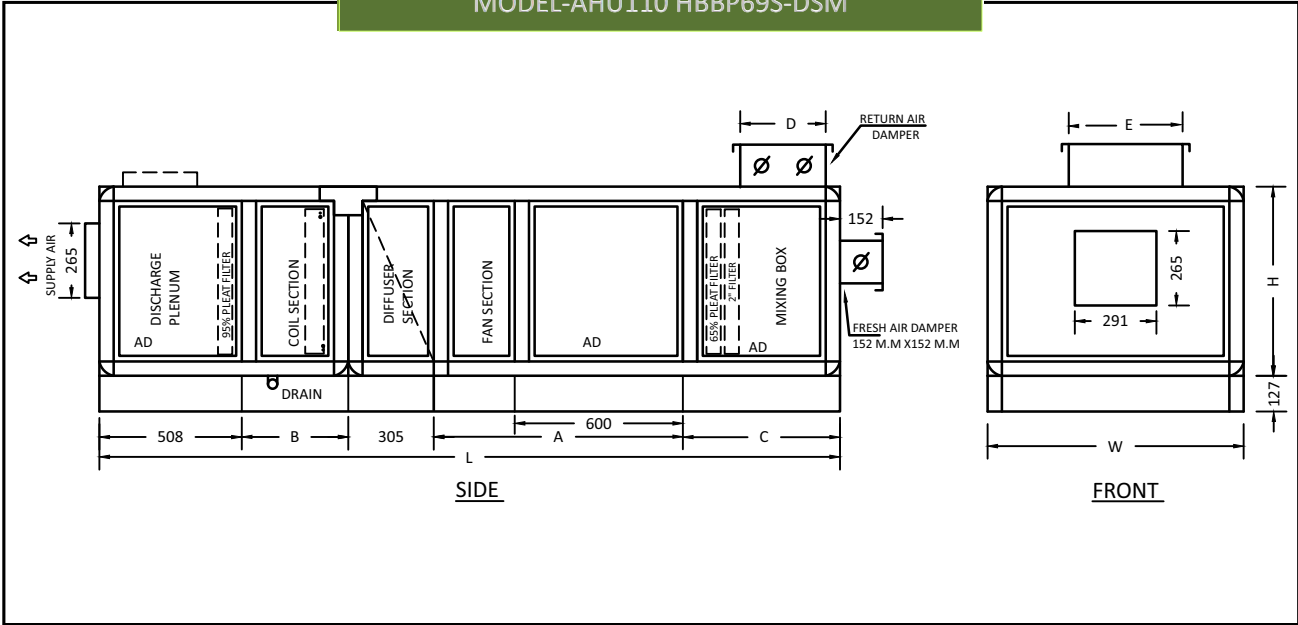 MODEL-AHU110 HBBP69S-DSM
D
RETURN AIR
DAMPER
E
152
SUPPLY AIR
265
DISCHARGE
PLENUM
AD
95% PLEAT FILTER
COIL SECTION
DIFFUSER
SECTION
FAN SECTION
AD
65% PLEAT FILTER
2" FILTER
AD
MIXING BOX
FRESH AIR DAMPER
152 M.M X152 M.M
265
291
H
127
DRAIN
508
B
305
600
A
C
L
W
SIDE
FRONT